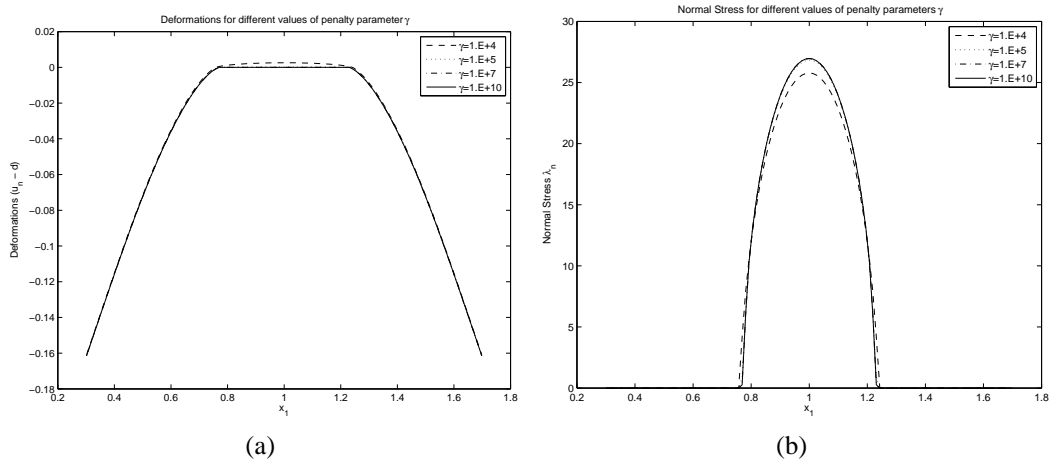 Deformations for different values of penalty parameter γ
0.02
0
−0.02
−0.04
−0.06
−0.08
−0.1
−0.12
−0.14
−0.16
−0.18
0.2 0.4 0.6 0.8 1 1.2 1.4 1.6 1.8
x_1
Deformations (u_n − d)
γ=1.E+4
γ=1.E+5
γ=1.E+7
γ=1.E+10
(a)
Normal Stress for different values of penalty parameters γ
30
25
20
15
10
5
0
0.2 0.4 0.6 0.8 1 1.2 1.4 1.6 1.8
x_1
Normal Stress λ_n
γ=1.E+4
γ=1.E+5
γ=1.E+7
γ=1.E+10
(b)